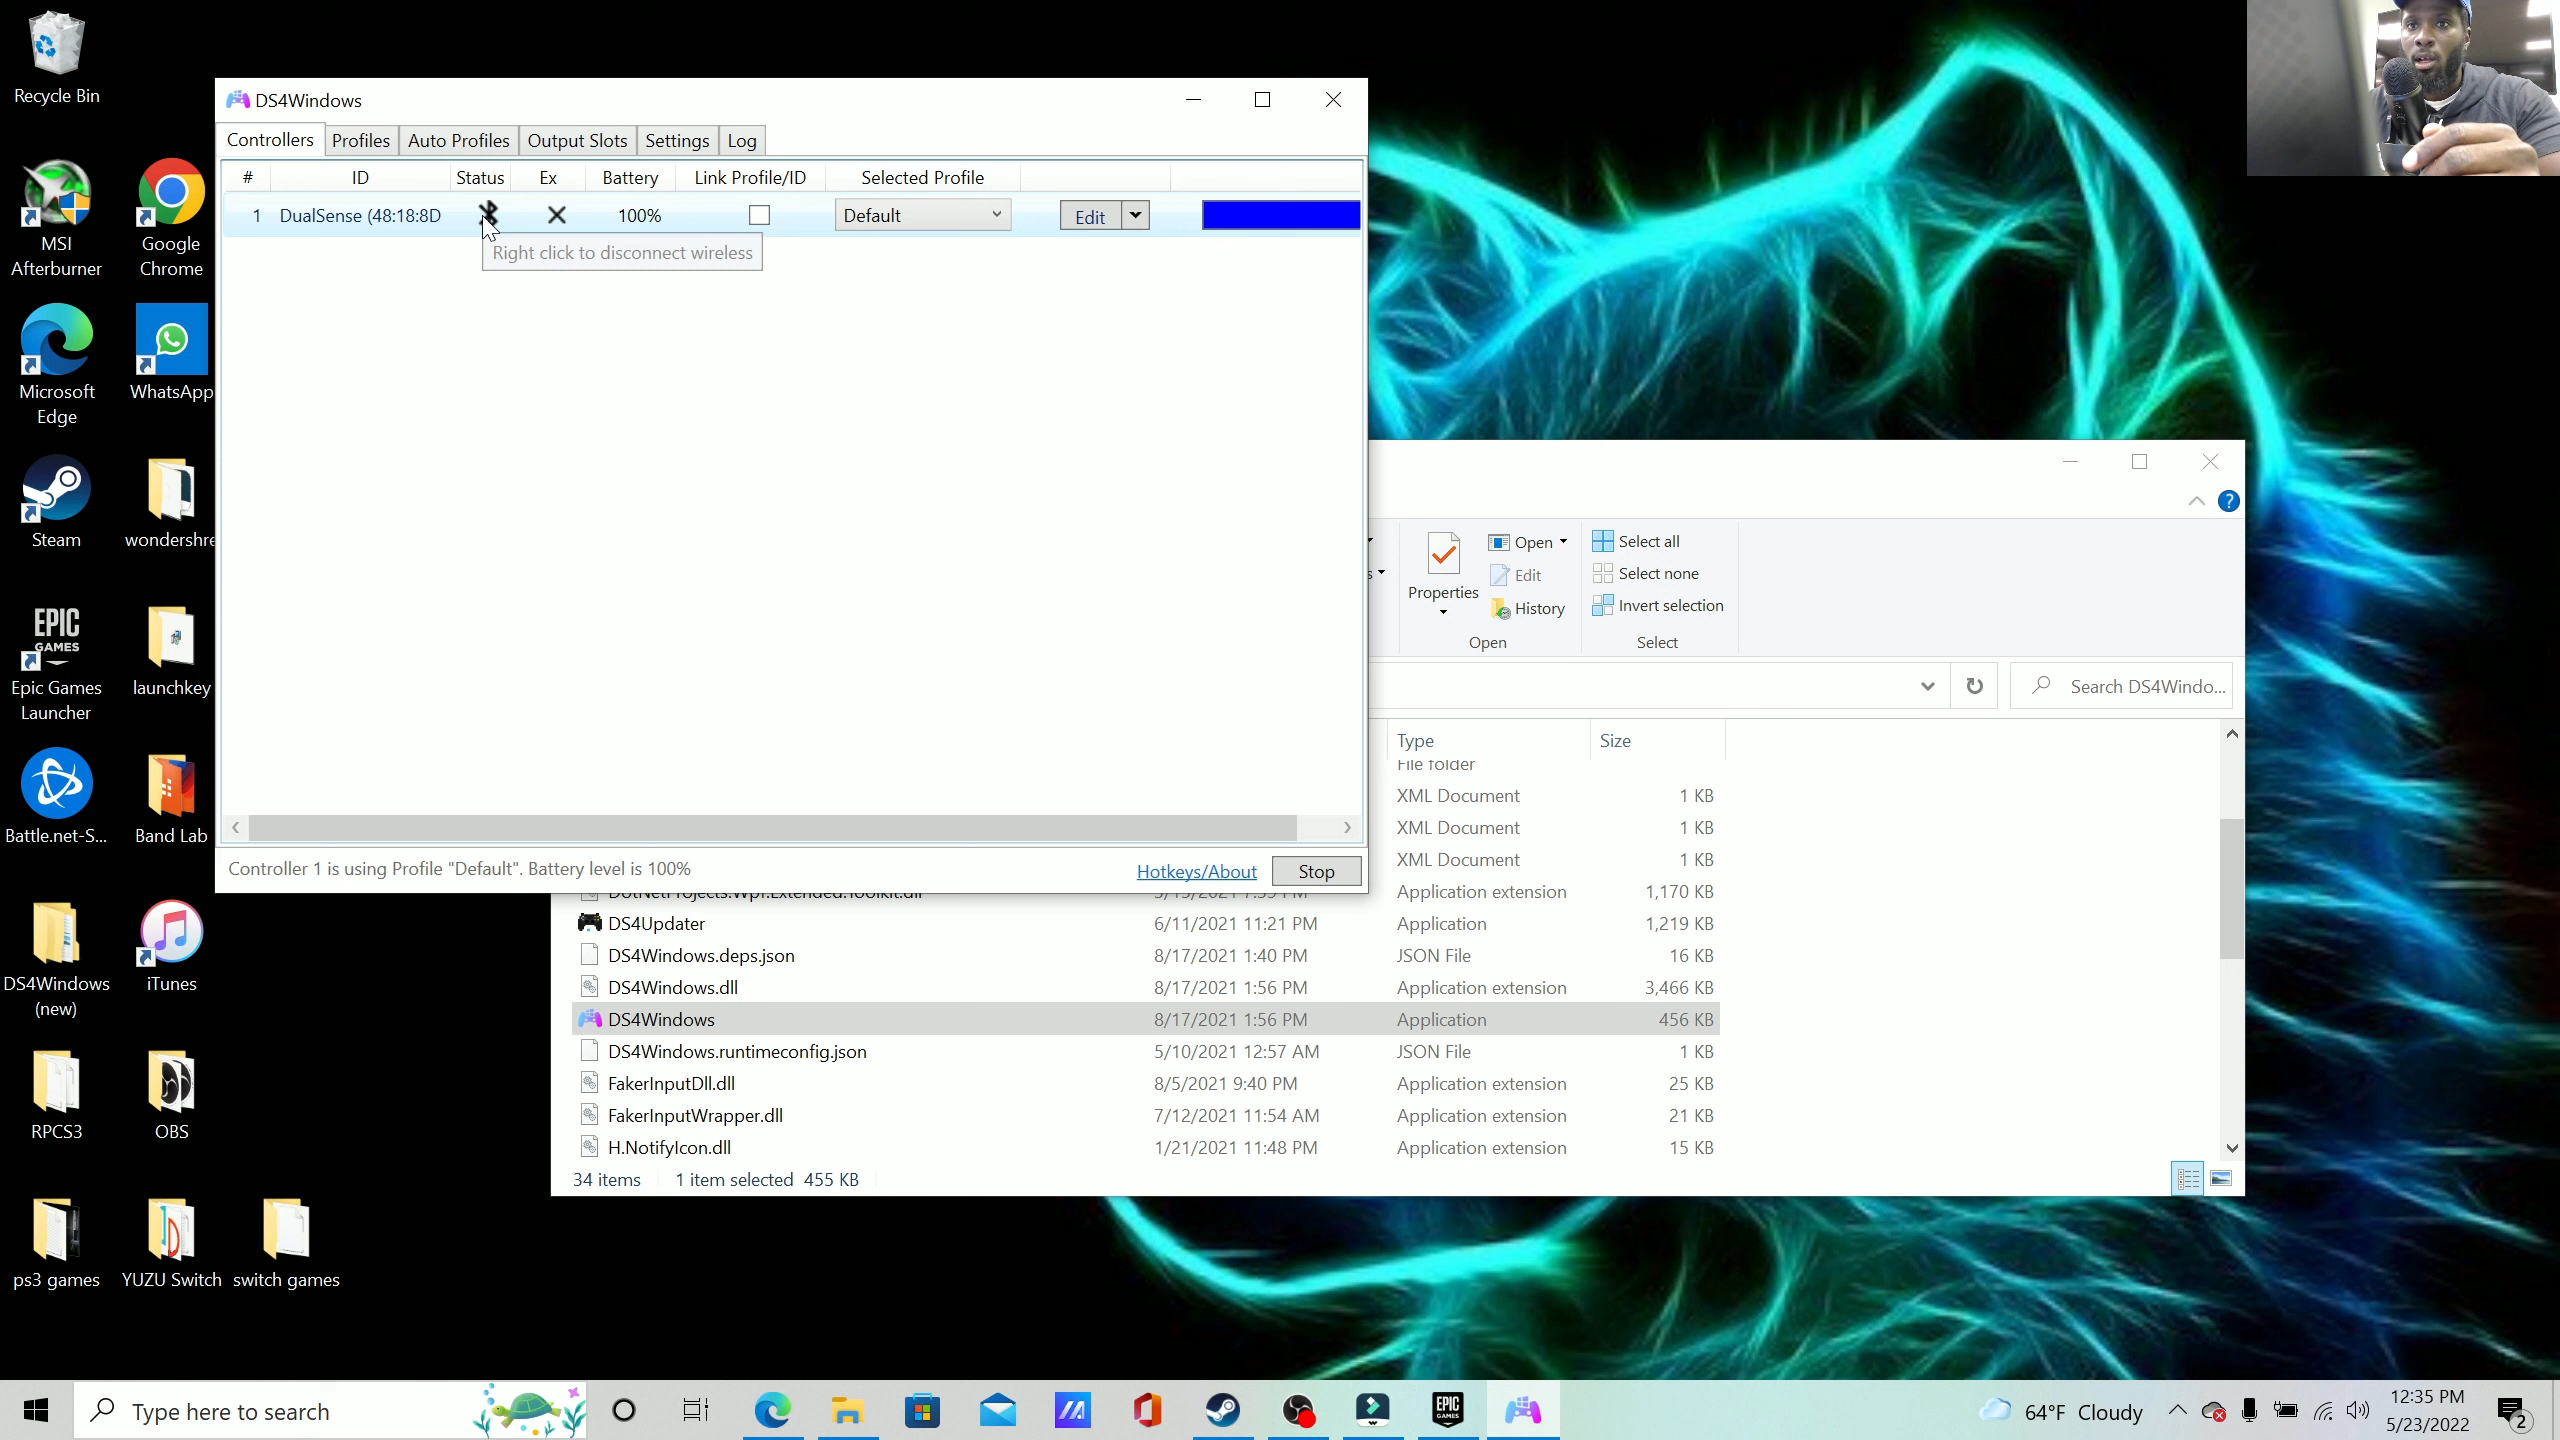 Recycle Bin
MSI
Afterburner
Google
Chrome
Microsoft
Edge
WhatsApp
Steam
wondershre
EPIC
GAMES
Epic Games
Launcher
launchkey
Battle.net-S...
Band Lab
DS4Windows
(new)
iTunes
RPCS3
OBS
ps3 games
YUZU Switch
switch games
DS4Windows
Controllers
Profiles
Auto Profiles
Output Slots
Settings
Log
# ID Status Ex Battery Link Profile/ID Selected Profile
1 DualSense (48:18:8D 100% Default Edit
Right click to disconnect wireless
Controller 1 is using Profile "Default". Battery level is 100%
Hotkeys/About
Stop
Properties
Open
Edit
History
Open
Select all
Select none
Invert selection
Select
Search DS4Windo...
Type Size
File folder
XML Document 1 KB
XML Document 1 KB
XML Document 1 KB
Application extension 1,170 KB
DS4Updater 6/11/2021 11:21 PM Application 1,219 KB
DS4Windows.deps.json 8/17/2021 1:40 PM JSON File 16 KB
DS4Windows.dll 8/17/2021 1:56 PM Application extension 3,466 KB
DS4Windows 8/17/2021 1:56 PM Application 456 KB
DS4Windows.runtimeconfig.json 5/10/2021 12:57 AM JSON File 1 KB
FakerInputDll.dll 8/5/2021 9:40 PM Application extension 25 KB
FakerInputWrapper.dll 7/12/2021 11:54 AM Application extension 21 KB
H.NotifyIcon.dll 1/21/2021 11:48 PM Application extension 15 KB
34 items 1 item selected 455 KB
Type here to search
EPIC
GAMES
64°F Cloudy
12:35 PM
5/23/2022
2